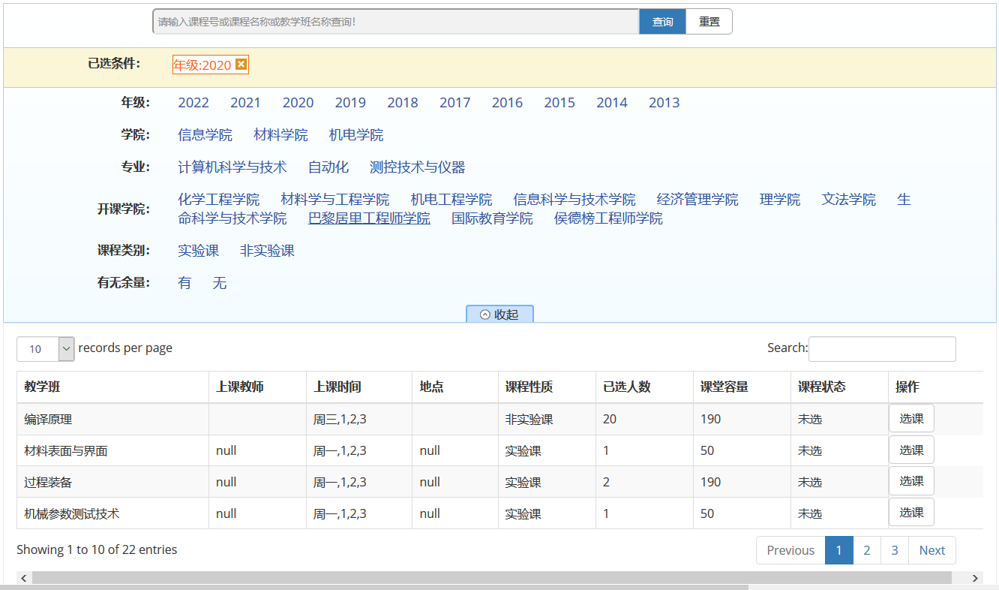 请输入课程号或课程名称或教学班名称查询! 查询 重置
已选条件: 年级:2020
年级: 2022 2021 2020 2019 2018 2017 2016 2015 2014 2013
学院: 信息学院 材料学院 机电学院
专业: 计算机科学与技术 自动化 测控技术与仪器
开课学院: 化学工程学院 材料学与工程学院 机电工程学院 信息科学与技术学院 经济管理学院 理学院 文法学院 生
命科学与技术学院 巴黎居里工程师学院 国际教育学院 侯德榜工程师学院
课程类别: 实验课 非实验课
有无余量: 有 无
收起
10 records per page Search:
教学班 上课教师 上课时间 地点 课程性质 已选人数 课堂容量 课程状态 操作
编译原理 周三,1,2,3 非实验课 20 190 未选 选课
材料表面与界面 null 周一,1,2,3 null 实验课 1 50 未选 选课
过程装备 null 周一,1,2,3 null 实验课 2 190 未选 选课
机械参数测试技术 null 周一,1,2,3 null 实验课 1 50 未选 选课
Showing 1 to 10 of 22 entries Previous 1 2 3 Next